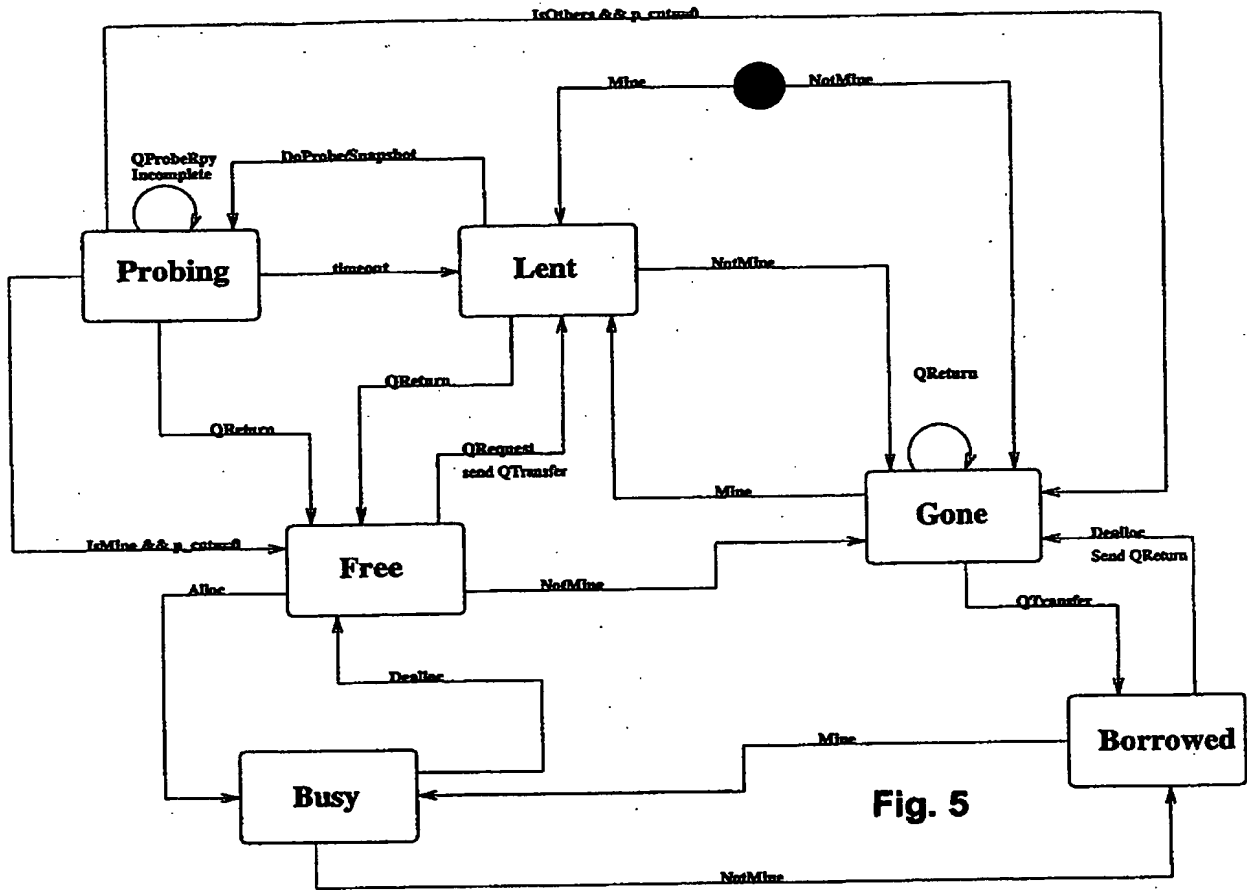 IsOthers && p_cnt==0
Mine
NotMine
QProbeRpy
Incomplete
DoProbe/Snapshot
Probing
timeout
Lent
NotMine
QReturn
QReturn
QReturn
QRequest
send QTransfer
Mine
Gone
IsMine && p_cnt==0
Free
Dealloc
Send QReturn
Alloc
NotMine
QTransfer
Dealloc
Borrowed
Mine
Busy
Fig. 5
NotMine